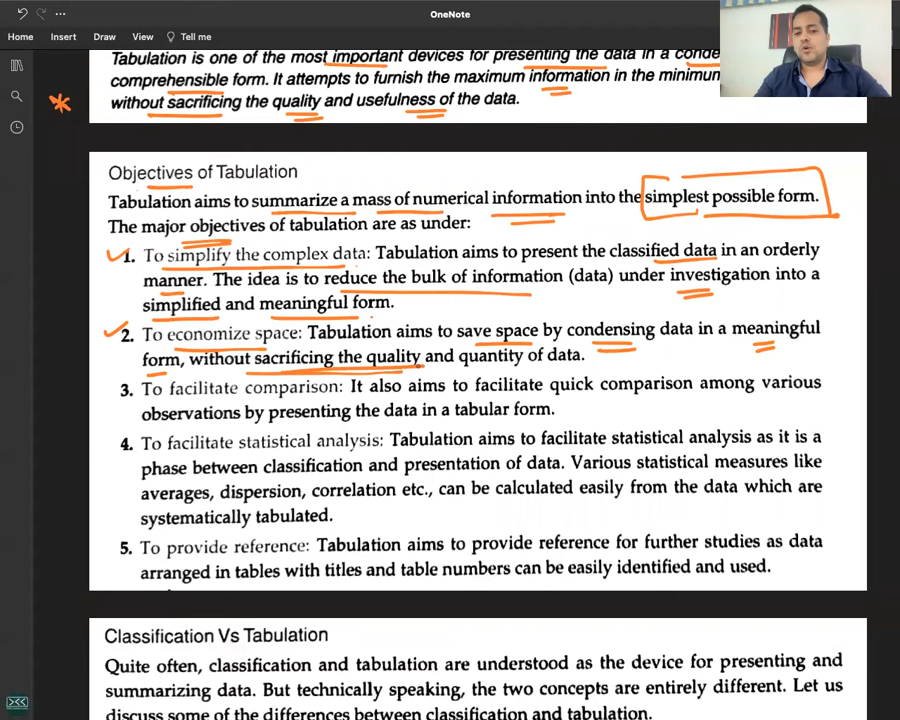 OneNote
Home Insert Draw View Tell me
Tabulation is one of the most important devices for presenting the data in a
comprehensible form. It attempts to furnish the maximum information in the minimum
without sacrificing the quality and usefulness of the data.
Objectives of Tabulation
Tabulation aims to summarize a mass of numerical information into the simplest possible form.
The major objectives of tabulation are as under:
1. To simplify the complex data: Tabulation aims to present the classified data in an orderly
manner. The idea is to reduce the bulk of information (data) under investigation into a
simplified and meaningful form.
2. To economize space: Tabulation aims to save space by condensing data in a meaningful
form, without sacrificing the quality and quantity of data.
3. To facilitate comparison: It also aims to facilitate quick comparison among various
observations by presenting the data in a tabular form.
4. To facilitate statistical analysis: Tabulation aims to facilitate statistical analysis as it is a
phase between classification and presentation of data. Various statistical measures like
averages, dispersion, correlation etc., can be calculated easily from the data which are
systematically tabulated.
5. To provide reference: Tabulation aims to provide reference for further studies as data
arranged in tables with titles and table numbers can be easily identified and used.
Classification Vs Tabulation
Quite often, classification and tabulation are understood as the device for presenting and
summarizing data. But technically speaking, the two concepts are entirely different. Let us
discuss some of the differences between classification and tabulation.